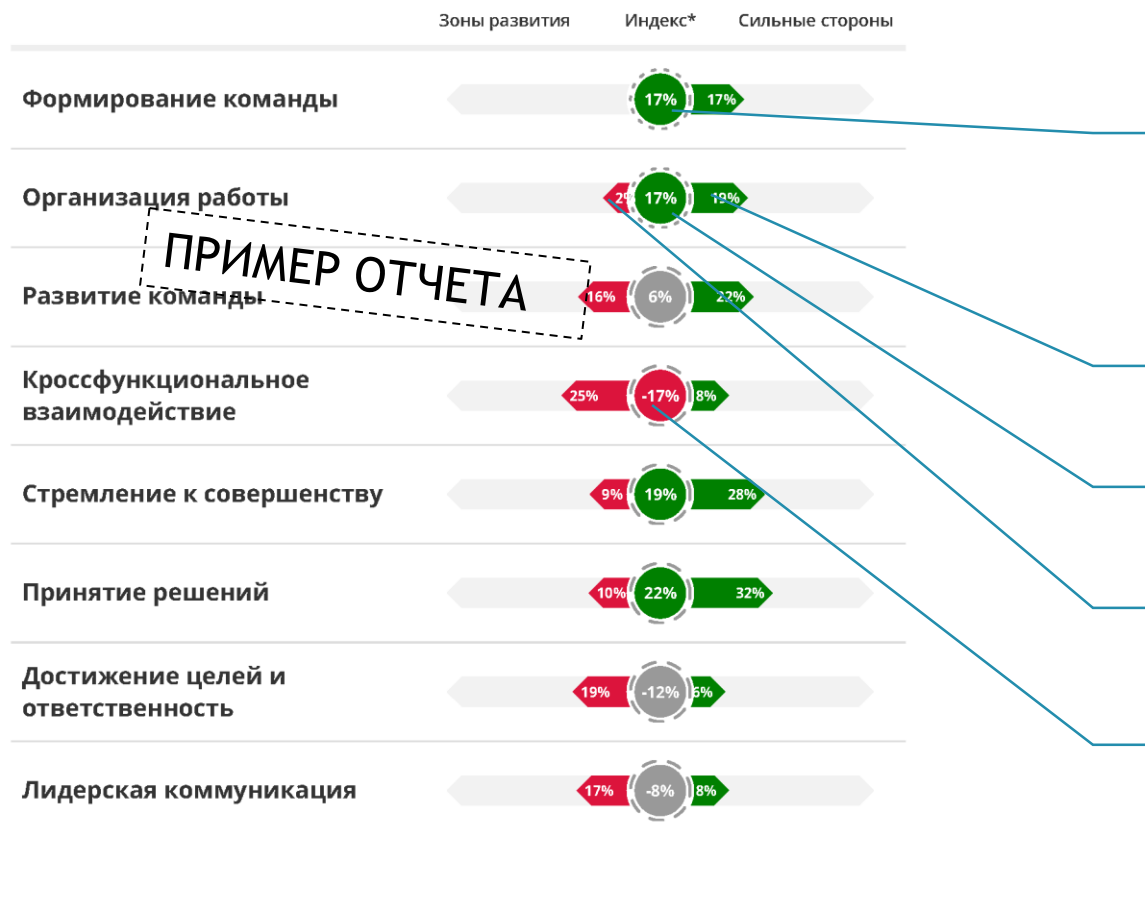 Зоны развития Индекс* Сильные стороны
Формирование команды 17% 17%
Организация работы 17% 19%
ПРИМЕР ОТЧЕТА
Развитие команды 16% 6% 22%
Кроссфункциональное
взаимодействие 25% -17% 8%
Стремление к совершенству 9% 19% 28%
Принятие решений 10% 22% 32%
Достижение целей и
ответственность 19% -12% 6%
Лидерская коммуникация 17% -8% 8%